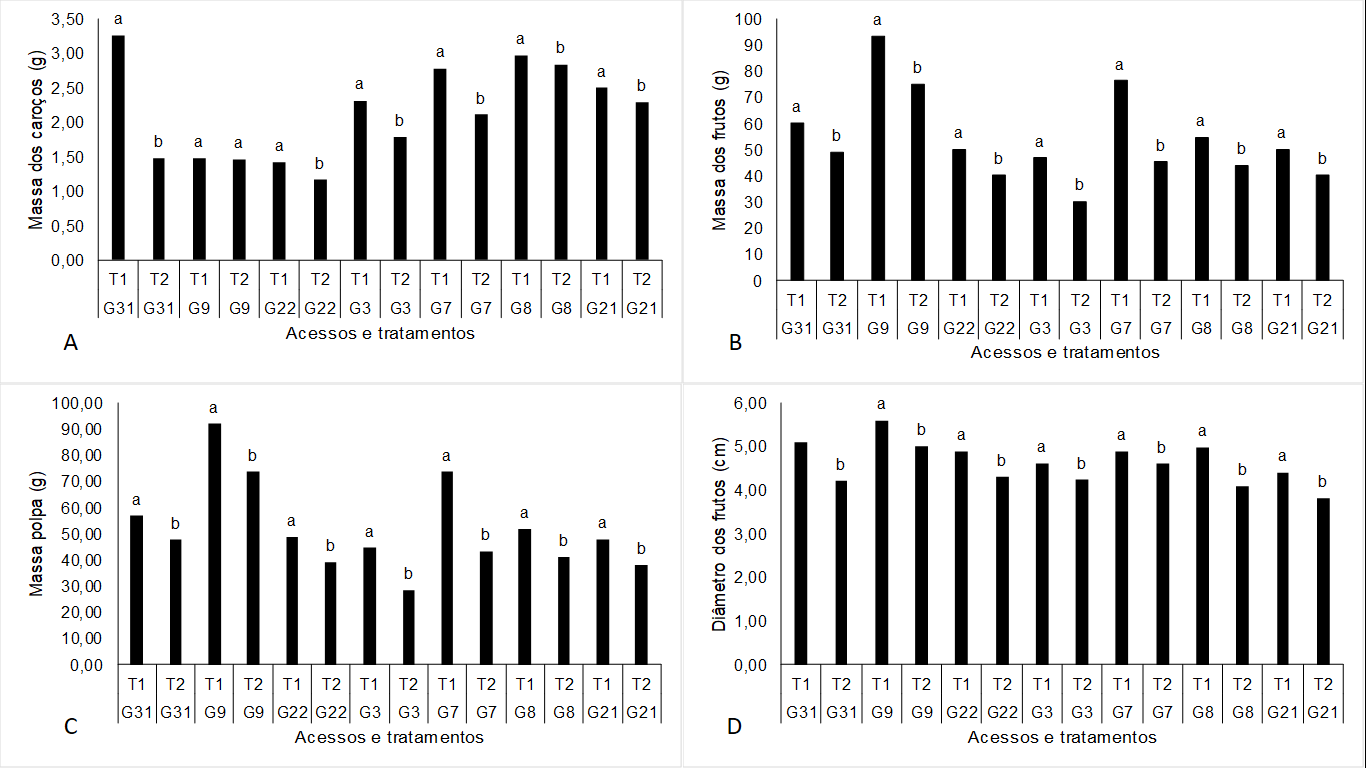 3,50
3,00
2,50
2,00
1,50
1,00
0,50
0,00
Massa dos caroços (g)
a b a a a b a b a b a b a b
T1 T2 T1 T2 T1 T2 T1 T2 T1 T2 T1 T2 T1 T2
G31 G31 G9 G9 G22 G22 G3 G3 G7 G7 G8 G8 G21 G21
Acessos e tratamentos
A
100
90
80
70
60
50
40
30
20
10
0
Massa dos frutos (g)
a b a b a b a b a b a b a b
T1 T2 T1 T2 T1 T2 T1 T2 T1 T2 T1 T2 T1 T2
G31 G31 G9 G9 G22 G22 G3 G3 G7 G7 G8 G8 G21 G21
Acessos e tratamentos
B
100,00
90,00
80,00
70,00
60,00
50,00
40,00
30,00
20,00
10,00
0,00
Massa polpa (g)
a b a b a b a b a b a b a b
T1 T2 T1 T2 T1 T2 T1 T2 T1 T2 T1 T2 T1 T2
G31 G31 G9 G9 G22 G22 G3 G3 G7 G7 G8 G8 G21 G21
Acessos e tratamentos
C
6,00
5,00
4,00
3,00
2,00
1,00
0,00
Diâmetro dos frutos (cm)
b a b a b a b a b a b a b
T1 T2 T1 T2 T1 T2 T1 T2 T1 T2 T1 T2 T1 T2
G31 G31 G9 G9 G22 G22 G3 G3 G7 G7 G8 G8 G21 G21
Acessos e tratamentos
D